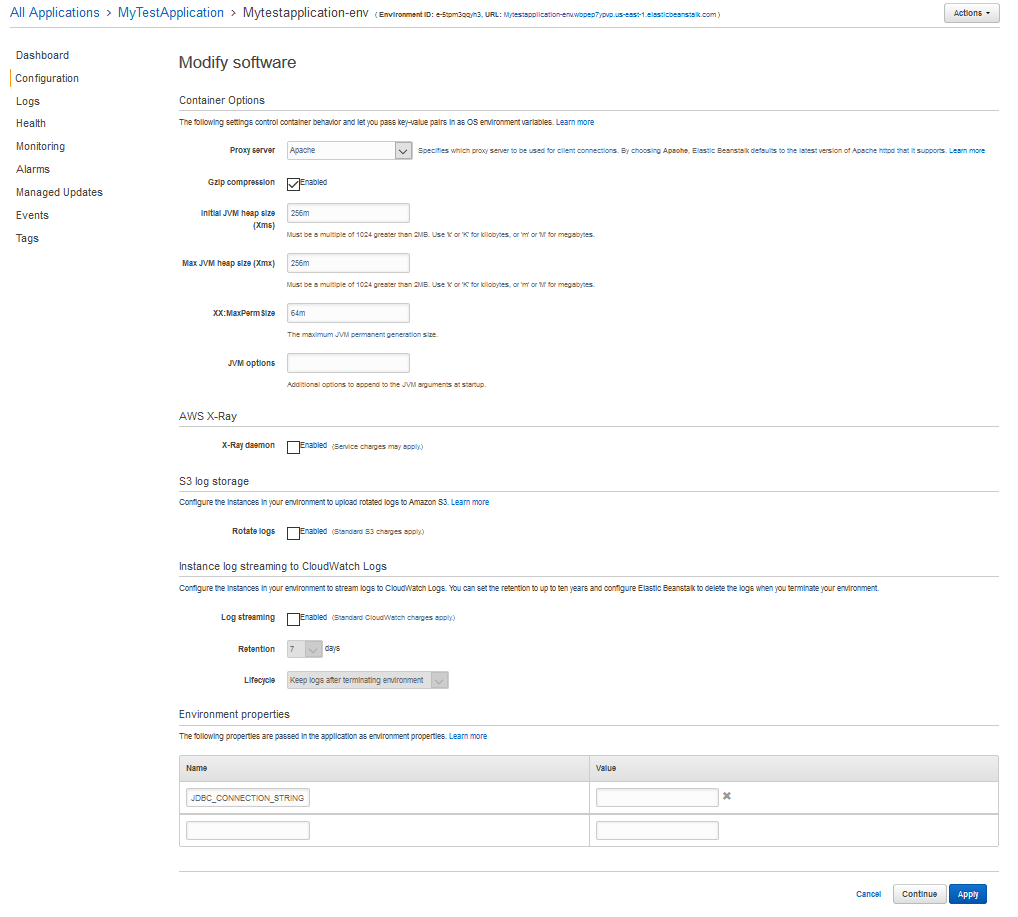 All Applications > MyTestApplication > Mytestapplication-env ( Environment ID: e-5tpm3qqyh3, URL: Mytestapplication-env.wbpep7ypvp.us-east-1.elasticbeanstalk.com )
Actions
Dashboard
Configuration
Logs
Health
Monitoring
Alarms
Managed Updates
Events
Tags
Modify software
Container Options
The following settings control container behavior and let you pass key-value pairs in as OS environment variables. Learn more
Proxy server Apache Specifies which proxy server to be used for client connections. By choosing Apache, Elastic Beanstalk defaults to the latest version of Apache httpd that it supports. Learn more
Gzip compression Enabled
Initial JVM heap size 256m
(Xms)
Must be a multiple of 1024 greater than 2MB. Use 'k' or 'K' for kilobytes, or 'm' or 'M' for megabytes.
Max JVM heap size (Xmx) 256m
Must be a multiple of 1024 greater than 2MB. Use 'k' or 'K' for kilobytes, or 'm' or 'M' for megabytes.
XX:MaxPermSize 64m
The maximum JVM permanent generation size.
JVM options
Additional options to append to the JVM arguments at startup.
AWS X-Ray
X-Ray daemon Enabled (Service charges may apply.)
S3 log storage
Configure the instances in your environment to upload rotated logs to Amazon S3. Learn more
Rotate logs Enabled (Standard S3 charges apply.)
Instance log streaming to CloudWatch Logs
Configure the instances in your environment to stream logs to CloudWatch Logs. You can set the retention to up to ten years and configure Elastic Beanstalk to delete the logs when you terminate your environment.
Log streaming Enabled (Standard CloudWatch charges apply.)
Retention 7 days
Lifecycle Keep logs after terminating environment
Environment properties
The following properties are passed in the application as environment properties. Learn more
Name Value
JDBC_CONNECTION_STRING
Cancel Continue Apply